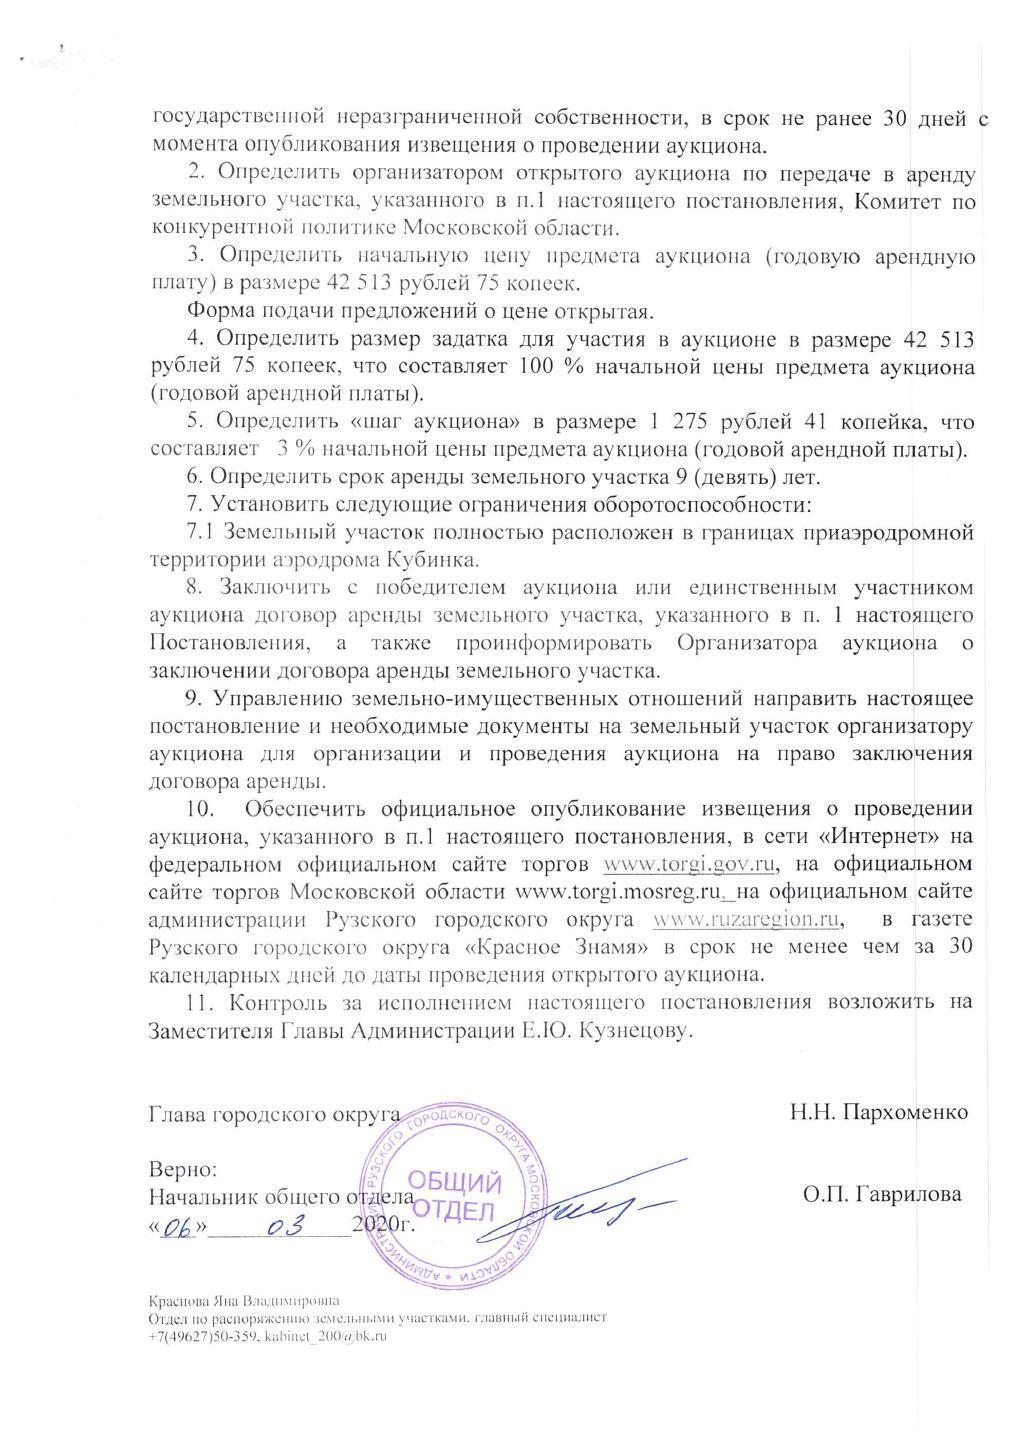 государственной неразграниченной собственности, в срок не ранее 30 дней с
момента опубликования извещения о проведении аукциона.
2. Определить организатором открытого аукциона по передаче в аренду
земельного участка, указанного в п.1 настоящего постановления, Комитет по
конкурентной политике Московской области.
3. Определить начальную цену предмета аукциона (годовую арендную
плату) в размере 42 513 рублей 75 копеек.
Форма подачи предложений о цене открытая.
4. Определить размер задатка для участия в аукционе в размере 42 513
рублей 75 копеек, что составляет 100 % начальной цены предмета аукциона
(годовой арендной платы).
5. Определить «шаг аукциона» в размере 1 275 рублей 41 копейка, что
составляет 3 % начальной цены предмета аукциона (годовой арендной платы).
6. Определить срок аренды земельного участка 9 (девять) лет.
7. Установить следующие ограничения оборотоспособности:
7.1 Земельный участок полностью расположен в границах приаэродромной
территории аэродрома Кубинка.
8. Заключить с победителем аукциона или единственным участником
аукциона договор аренды земельного участка, указанного в п. 1 настоящего
Постановления, а также проинформировать Организатора аукциона о
заключении договора аренды земельного участка.
9. Управлению земельно-имущественных отношений направить настоящее
постановление и необходимые документы на земельный участок организатору
аукциона для организации и проведения аукциона на право заключения
договора аренды.
10. Обеспечить официальное опубликование извещения о проведении
аукциона, указанного в п.1 настоящего постановления, в сети «Интернет» на
федеральном официальном сайте торгов www.torgi.gov.ru, на официальном
сайте торгов Московской области www.torgi.mosreg.ru, на официальном сайте
администрации Рузского городского округа www.ruzaregion.ru, в газете
Рузского городского округа «Красное Знамя» в срок не менее чем за 30
календарных дней до даты проведения открытого аукциона.
11. Контроль за исполнением настоящего постановления возложить на
Заместителя Главы Администрации Е.Ю. Кузнецову.
Глава городского округа Н.Н. Пархоменко
Верно:
Начальник общего отдела О.П. Гаврилова
«06» 03 2020г.
АДМИНИСТРАЦИЯ РУЗСКОГО ГОРОДСКОГО ОКРУГА МОСКОВСКОЙ ОБЛАСТИ *
ОБЩИЙ
ОТДЕЛ
Краснова Яна Владимировна
Отдел по распоряжению земельными участками, главный специалист
+7(49627)50-359, kabinet_200@bk.ru